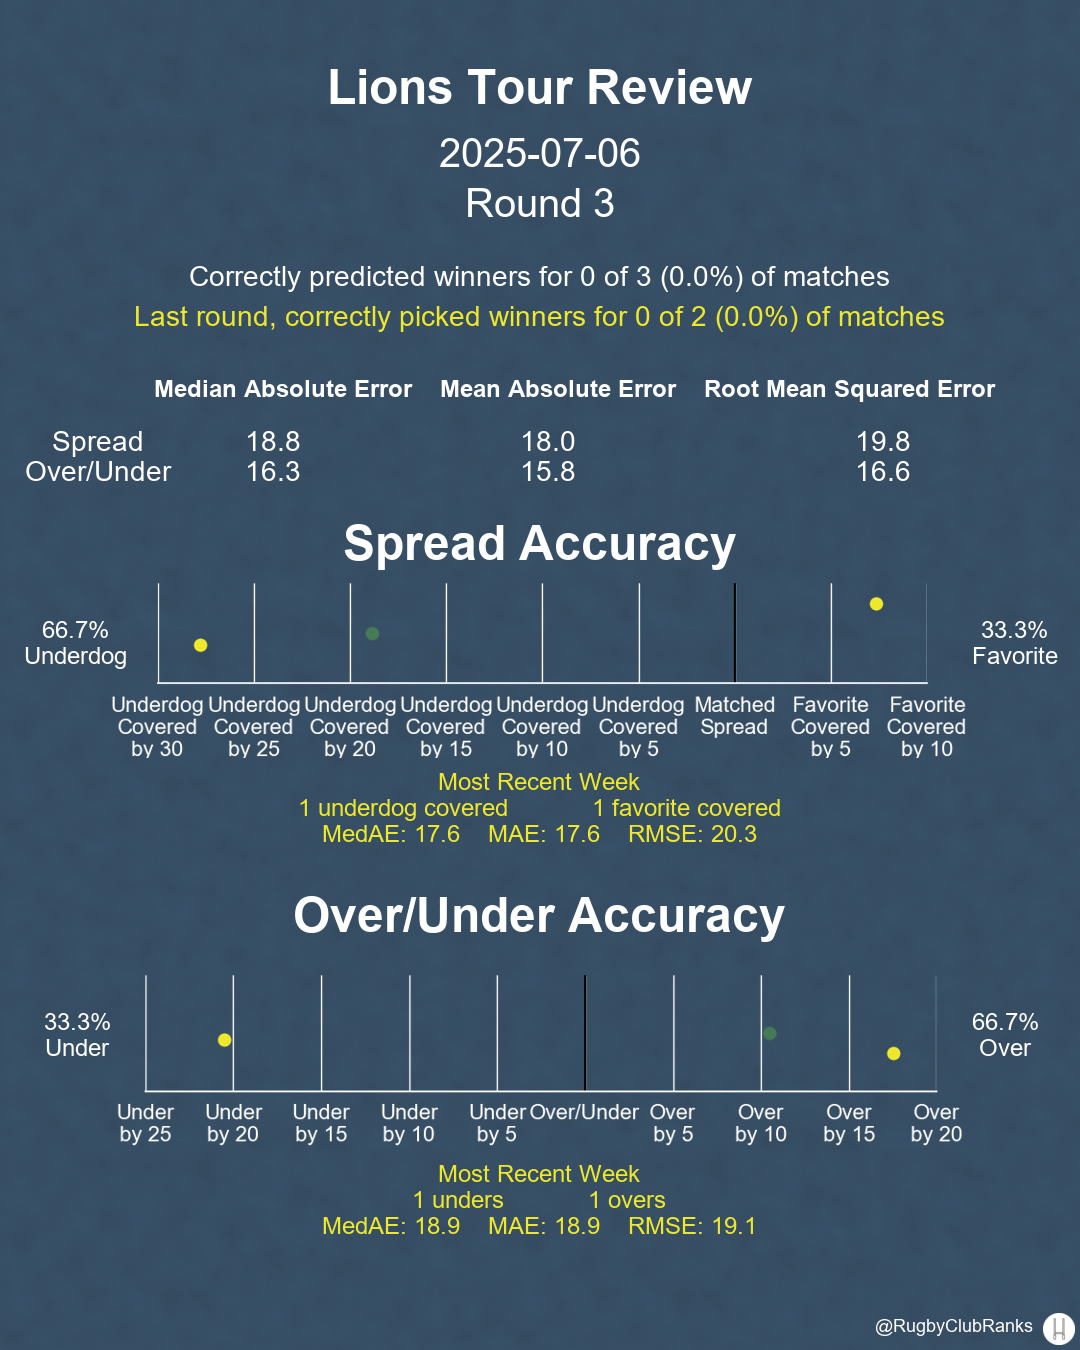 Lions Tour Review
2025-07-06
Round 3
Correctly predicted winners for 0 of 3 (0.0%) of matches
Last round, correctly picked winners for 0 of 2 (0.0%) of matches
Median Absolute Error Mean Absolute Error Root Mean Squared Error
Spread 18.8 18.0 19.8
Over/Under 16.3 15.8 16.6
Spread Accuracy
66.7%
Underdog
33.3%
Favorite
Underdog Underdog Underdog Underdog Underdog Underdog Matched Favorite Favorite
Covered Covered Covered Covered Covered Covered Spread Covered Covered
by 30 by 25 by 20 by 15 by 10 by 5 by 5 by 10
Most Recent Week
1 underdog covered 1 favorite covered
MedAE: 17.6 MAE: 17.6 RMSE: 20.3
Over/Under Accuracy
33.3%
Under
66.7%
Over
Under Under Under Under Under Over/Under Over Over Over Over
by 25 by 20 by 15 by 10 by 5 by 5 by 10 by 15 by 20
Most Recent Week
1 unders 1 overs
MedAE: 18.9 MAE: 18.9 RMSE: 19.1
@RugbyClubRanks